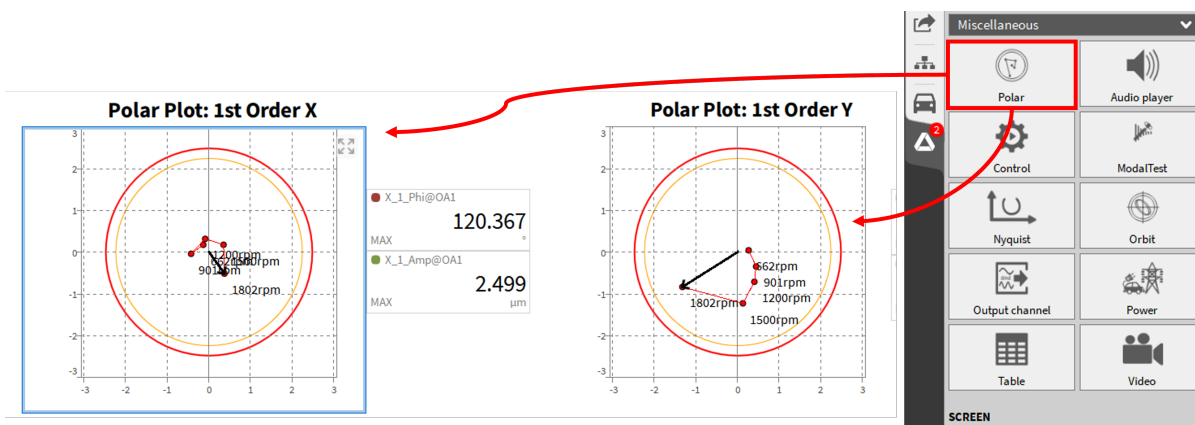 Polar Plot: 1st Order X
3
2
1
0
-1
-2
-3
-3 -2 -1 0 1 2 3
1200rpm
901rpm
1802rpm
X_1_Phi@OA1
120.367
MAX °
X_1_Amp@OA1
2.499
MAX µm
Polar Plot: 1st Order Y
3
2
1
0
-1
-2
-3
-3 -2 -1 0 1 2 3
662rpm
901rpm
1200rpm
1802rpm
1500rpm
2
Miscellaneous
Polar Audio player
Control ModalTest
Nyquist Orbit
Output channel Power
Table Video
SCREEN